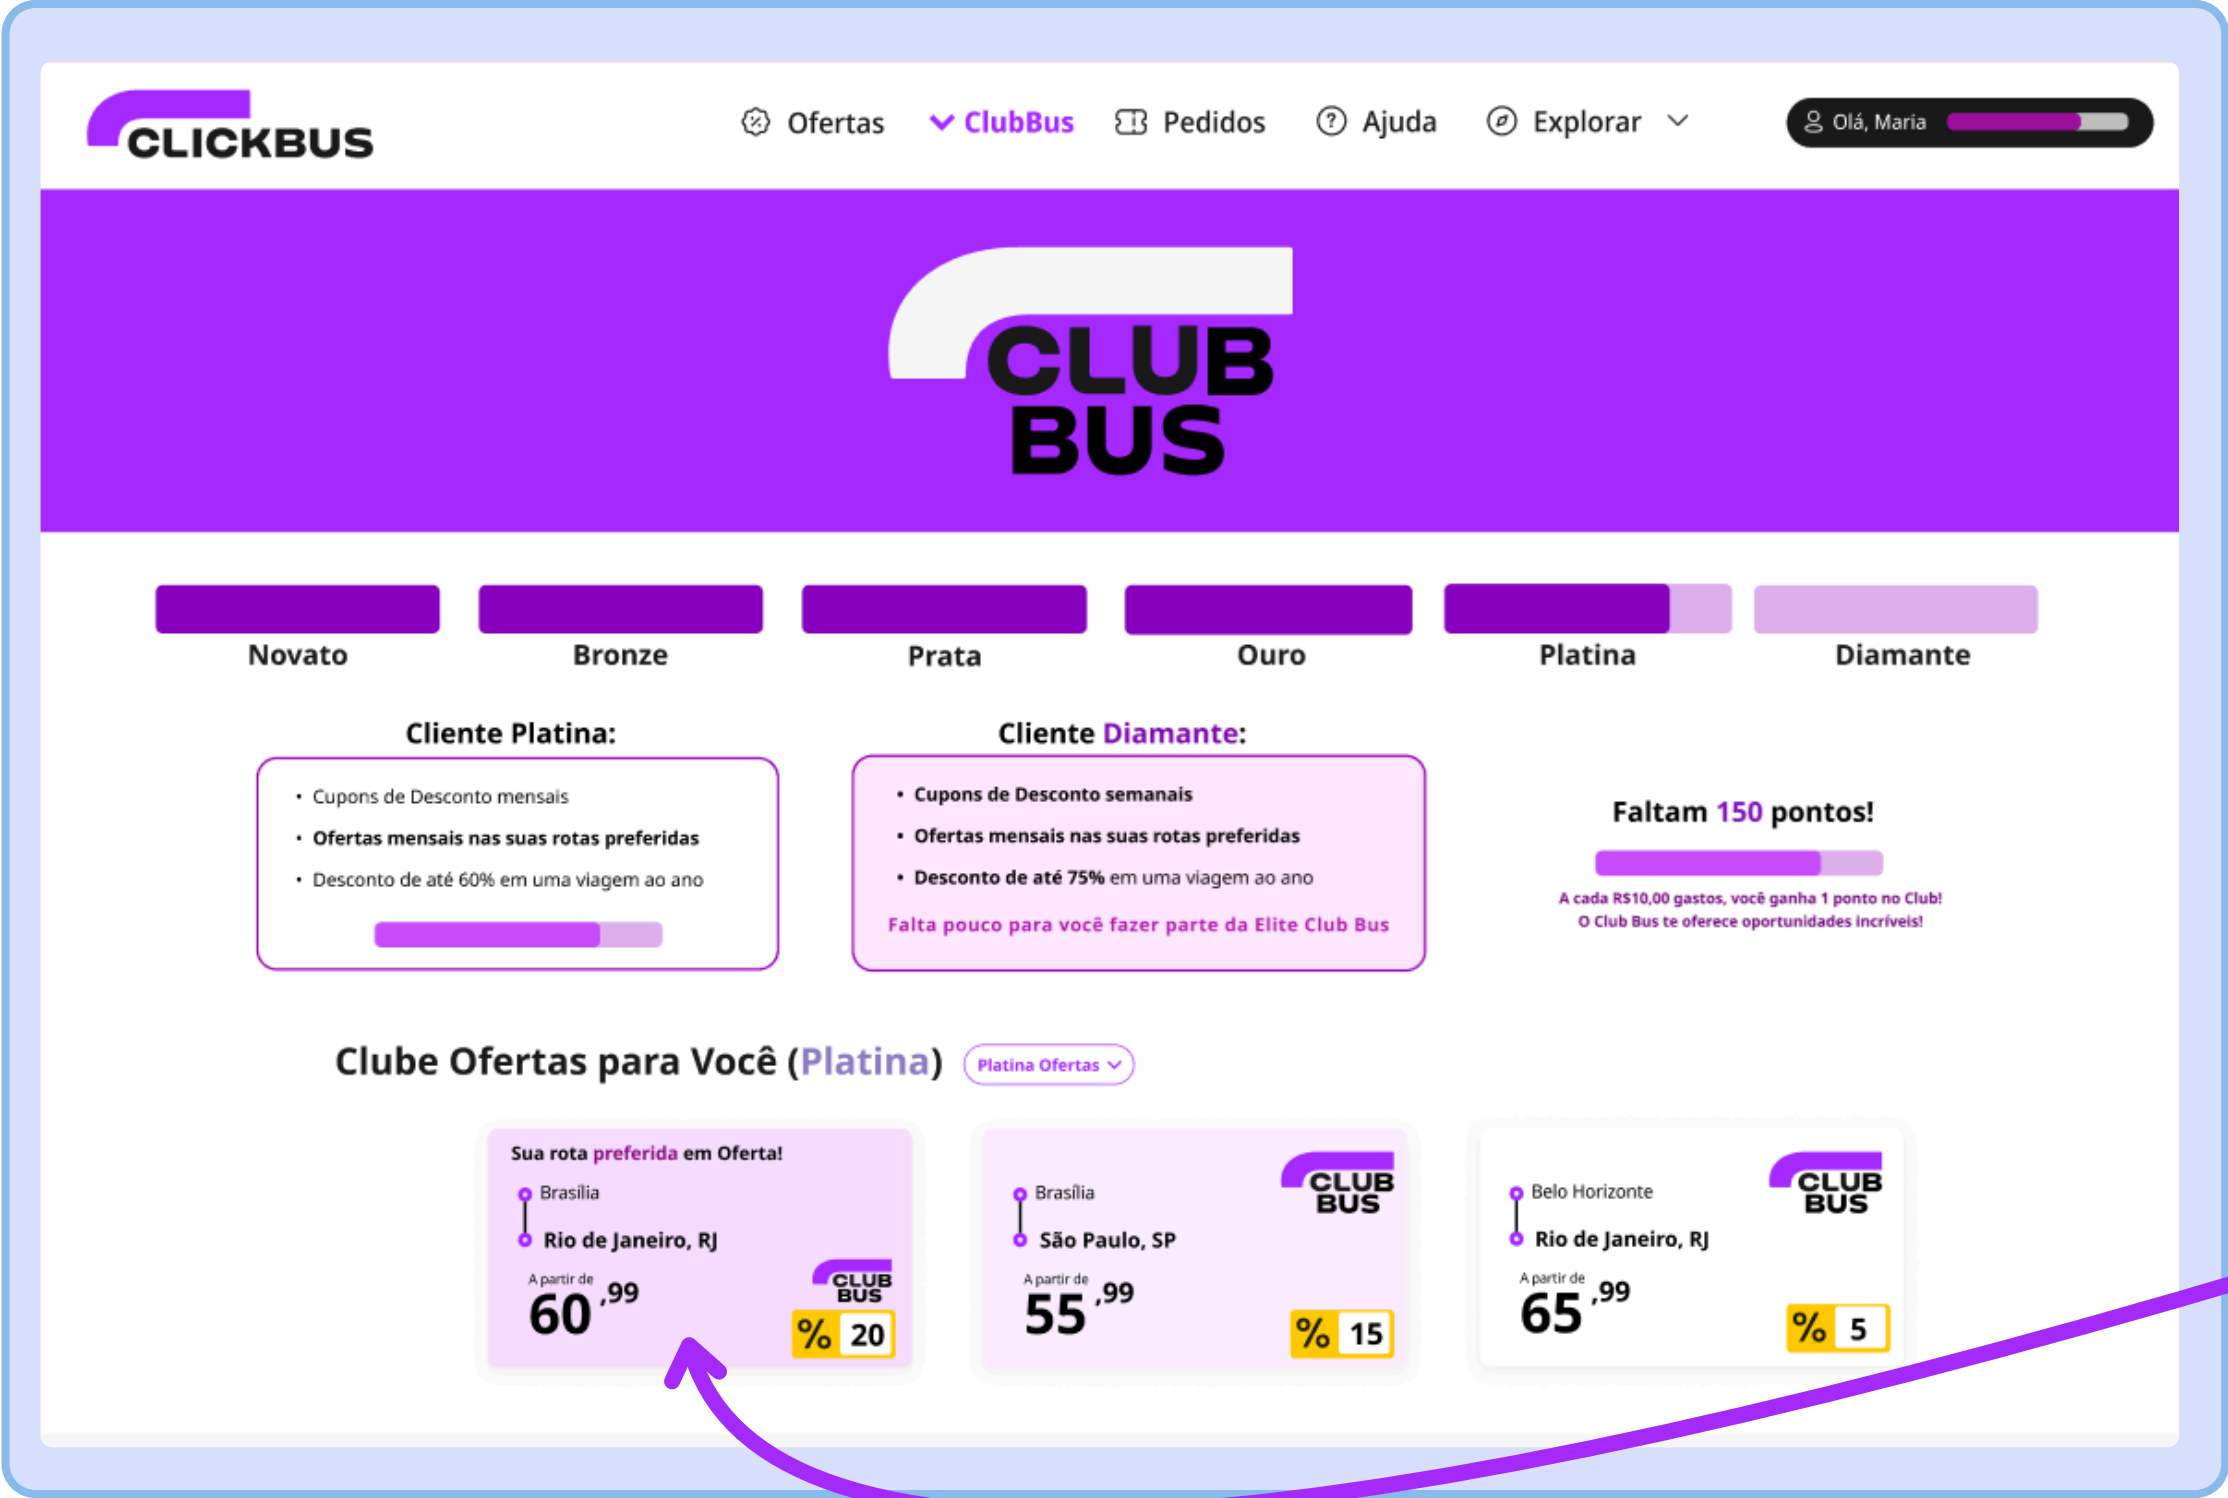 CLICKBUS
Ofertas
ClubBus
Pedidos
Ajuda
Explorar
Olá, Maria
CLUB
BUS
Novato
Bronze
Prata
Ouro
Platina
Diamante
Cliente Platina:
• Cupons de Desconto mensais
• Ofertas mensais nas suas rotas preferidas
• Desconto de até 60% em uma viagem ao ano
Cliente Diamante:
• Cupons de Desconto semanais
• Ofertas mensais nas suas rotas preferidas
• Desconto de até 75% em uma viagem ao ano
Falta pouco para você fazer parte da Elite Club Bus
Faltam 150 pontos!
A cada R$10,00 gastos, você ganha 1 ponto no Club!
O Club Bus te oferece oportunidades incríveis!
Clube Ofertas para Você (Platina)
Platina Ofertas
Sua rota preferida em Oferta!
Brasília
Rio de Janeiro, RJ
A partir de
60,99
CLUB
BUS
% 20
Brasília
São Paulo, SP
A partir de
55,99
CLUB
BUS
% 15
Belo Horizonte
Rio de Janeiro, RJ
A partir de
65,99
CLUB
BUS
% 5